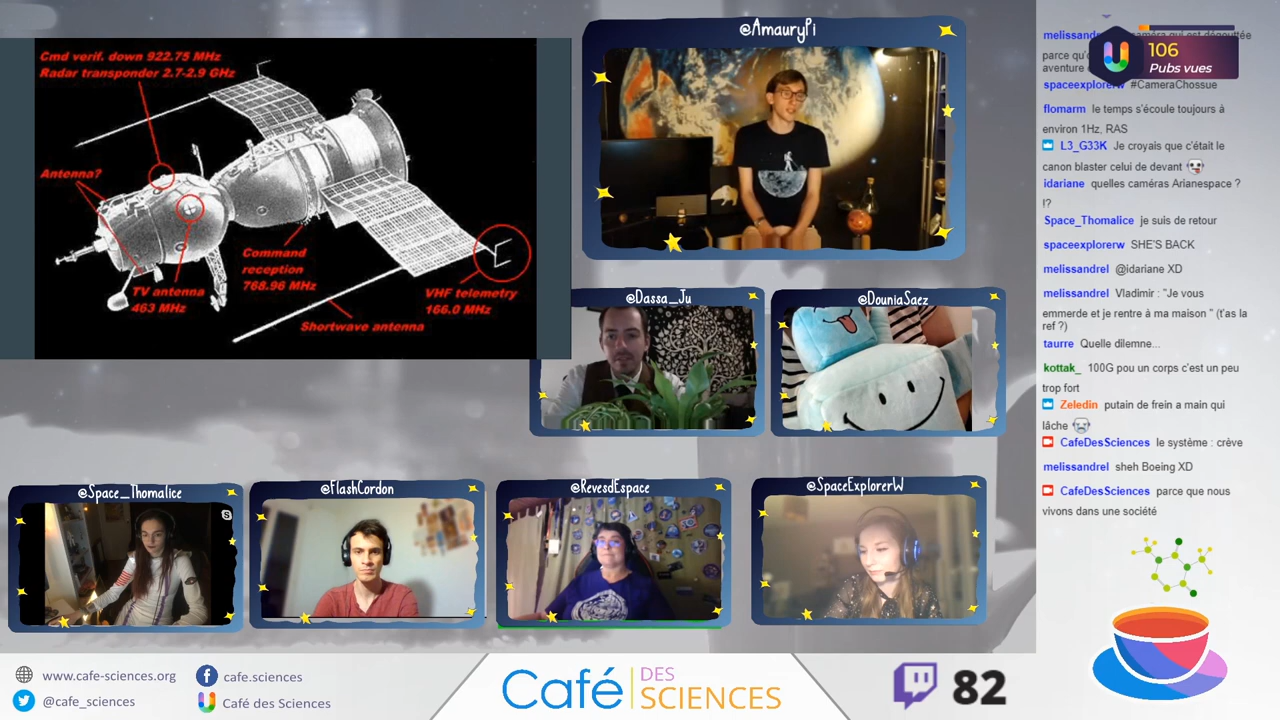 Cmd verif. down 922.75 MHz
Radar transponder 2.7-2.9 GHz
Antenna?
TV antenna
463 MHz
Command
reception
768.96 MHz
Shortwave antenna
VHF telemetry
166.0 MHz
@AmauryPi
@Dassa_Ju
@DouniaSaez
@Space_Thomalice
@FlashCordon
@RevesdEspace
@SpaceExplorerW
106
Pubs vues
parce qu'
aventure
spaceexplorerw #CameraChossue
flomarm le temps s'écoule toujours à
environ 1Hz, RAS
L3_G33K Je croyais que c'était le
canon blaster celui de devant
idariane quelles caméras Arianespace ?
!?
Space_Thomalice je suis de retour
spaceexplorerw SHE'S BACK
melissandrel @idariane XD
melissandrel Vladimir : "Je vous
emmerde et je rentre à ma maison " (t'as la
ref ?)
taurre Quelle dilemne...
kottak_ 100G pou un corps c'est un peu
trop fort
Zeledin putain de frein a main qui
lâche
CafeDesSciences le système : crève
melissandrel sheh Boeing XD
CafeDesSciences parce que nous
vivons dans une société
www.cafe-sciences.org
cafe.sciences
@cafe_sciences
Café des Sciences
Café DES
SCIENCES
82